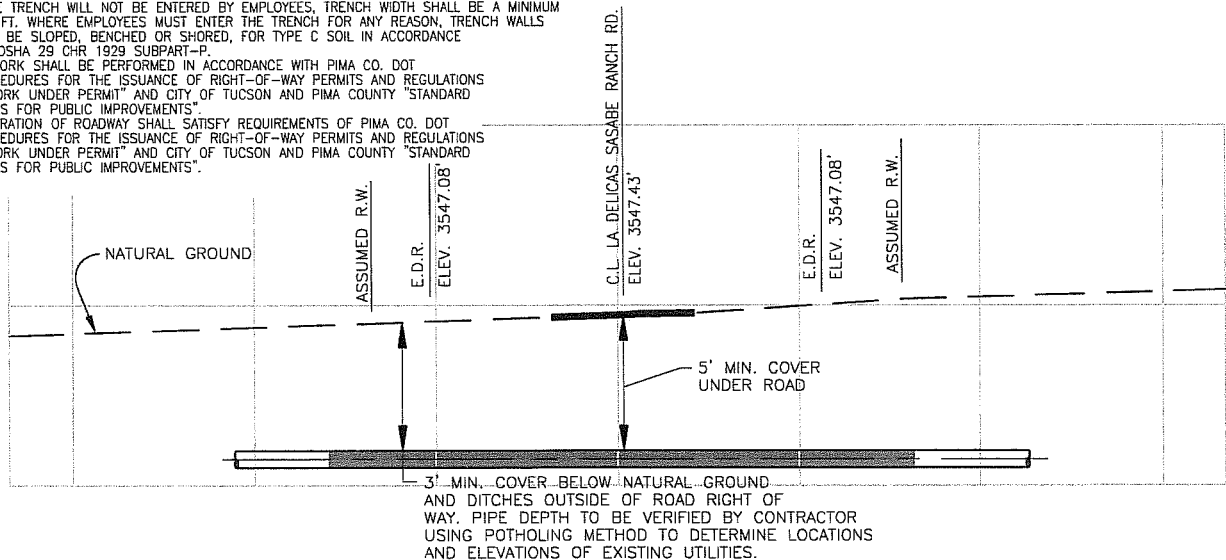 E TRENCH WILL NOT BE ENTERED BY EMPLOYEES, TRENCH WIDTH SHALL BE A MINIMUM
FT. WHERE EMPLOYEES MUST ENTER THE TRENCH FOR ANY REASON, TRENCH WALLS
BE SLOPED, BENCHED OR SHORED, FOR TYPE C SOIL IN ACCORDANCE
OSHA 29 CHR 1929 SUBPART-P.
ORK SHALL BE PERFORMED IN ACCORDANCE WITH PIMA CO. DOT
EDURES FOR THE ISSUANCE OF RIGHT-OF-WAY PERMITS AND REGULATIONS
ORK UNDER PERMIT" AND CITY OF TUCSON AND PIMA COUNTY "STANDARD
S FOR PUBLIC IMPROVEMENTS".
RATION OF ROADWAY SHALL SATISFY REQUIREMENTS OF PIMA CO. DOT
EDURES FOR THE ISSUANCE OF RIGHT-OF-WAY PERMITS AND REGULATIONS
ORK UNDER PERMIT" AND CITY OF TUCSON AND PIMA COUNTY "STANDARD
S FOR PUBLIC IMPROVEMENTS".
NATURAL GROUND
ASSUMED R.W.
E.D.R.
ELEV. 3547.08'
C.L. LA DELICAS SASABE RANCH RD.
ELEV. 3547.43'
E.D.R.
ELEV. 3547.08'
ASSUMED R.W.
5' MIN. COVER
UNDER ROAD
3' MIN. COVER BELOW NATURAL GROUND
AND DITCHES OUTSIDE OF ROAD RIGHT OF
WAY. PIPE DEPTH TO BE VERIFIED BY CONTRACTOR
USING POTHOLING METHOD TO DETERMINE LOCATIONS
AND ELEVATIONS OF EXISTING UTILITIES.